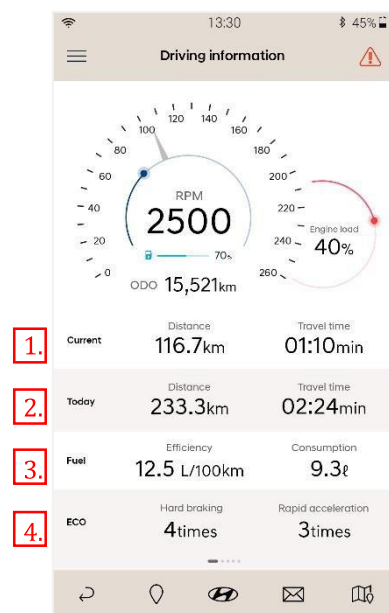 13:30 45%
Driving information
0 20 40 60 80 100 120 140 160 180 200 220 240 260
RPM
2500
70%
ODO 15,521km
Engine load
40%
1. Current
Distance
116.7km
Travel time
01:10min
2. Today
Distance
233.3km
Travel time
02:24min
3. Fuel
Efficiency
12.5 L/100km
Consumption
9.3ℓ
4. ECO
Hard braking
4times
Rapid acceleration
3times